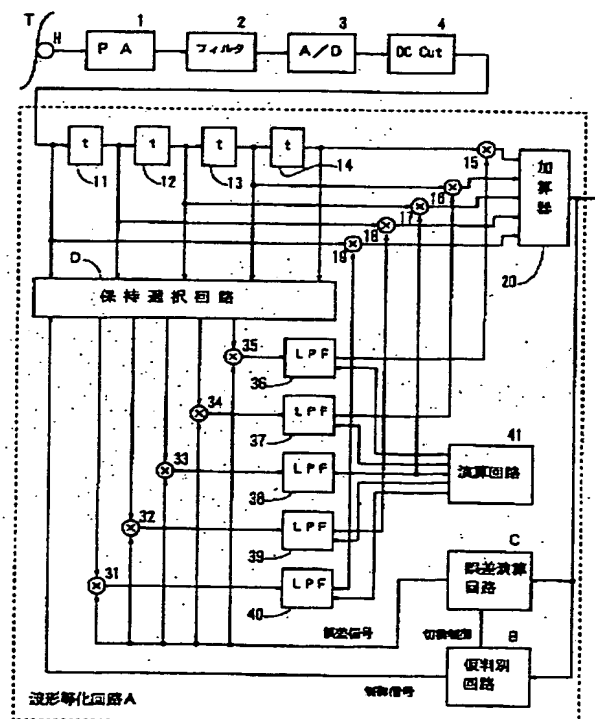 T
H
1
2
3
4
PA
フィルタ
A/D
DC Cut
t
t
t
t
11
12
13
14
15
16
17
18
19
加算器
20
D
保持選択回路
35
LPF
36
34
LPF
37
33
LPF
38
32
LPF
39
31
LPF
40
41
演算回路
C
誤差演算回路
誤差信号
切換制御
B
仮判別回路
制御信号
波形等化回路A